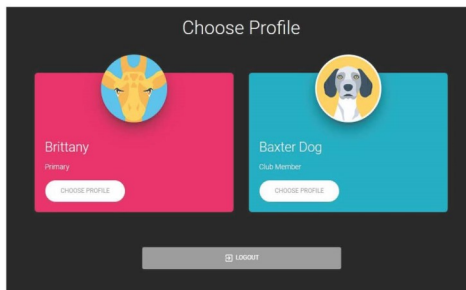 Choose Profile
Brittany
Primary
CHOOSE PROFILE
Baxter Dog
Club Member
CHOOSE PROFILE
LOGOUT